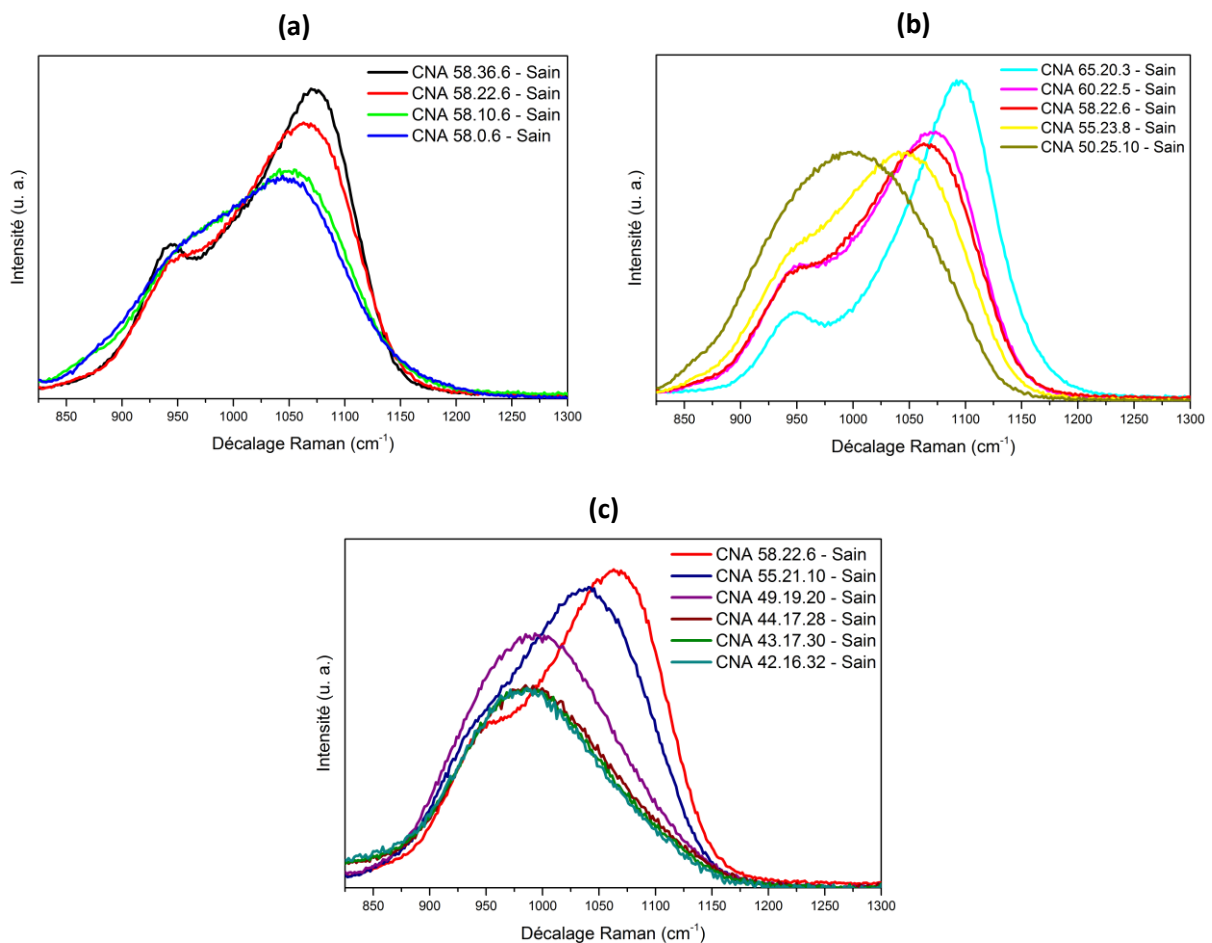 (a)
CNA 58.36.6 - Sain
CNA 58.22.6 - Sain
CNA 58.10.6 - Sain
CNA 58.0.6 - Sain
Intensité (u. a.)
850 900 950 1000 1050 1100 1150 1200 1250 1300
Décalage Raman (cm⁻¹)
(b)
CNA 65.20.3 - Sain
CNA 60.22.5 - Sain
CNA 58.22.6 - Sain
CNA 55.23.8 - Sain
CNA 50.25.10 - Sain
Intensité (u. a.)
850 900 950 1000 1050 1100 1150 1200 1250 1300
Décalage Raman (cm⁻¹)
(c)
CNA 58.22.6 - Sain
CNA 55.21.10 - Sain
CNA 49.19.20 - Sain
CNA 44.17.28 - Sain
CNA 43.17.30 - Sain
CNA 42.16.32 - Sain
Intensité (u. a.)
850 900 950 1000 1050 1100 1150 1200 1250 1300
Décalage Raman (cm⁻¹)